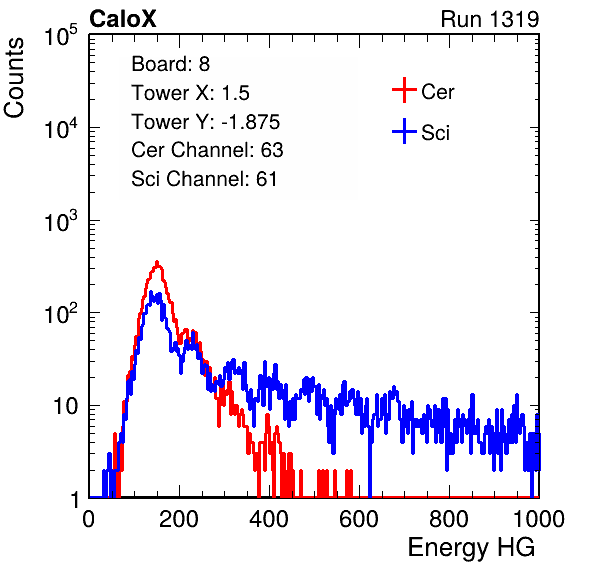 CaloX Run 1319
Counts
Board: 8
Tower X: 1.5
Tower Y: -1.875
Cer Channel: 63
Sci Channel: 61
Cer
Sci
10^5
10^4
10^3
10^2
10
1
0 200 400 600 800 1000
Energy HG